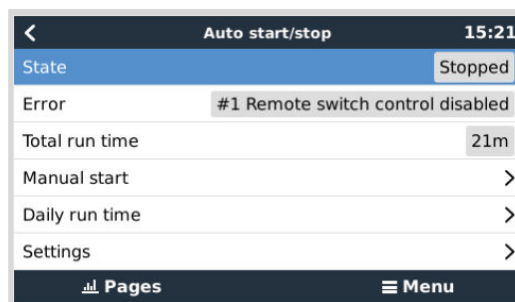 Auto start/stop 15:21
State Stopped
Error #1 Remote switch control disabled
Total run time 21m
Manual start
Daily run time
Settings
Pages Menu